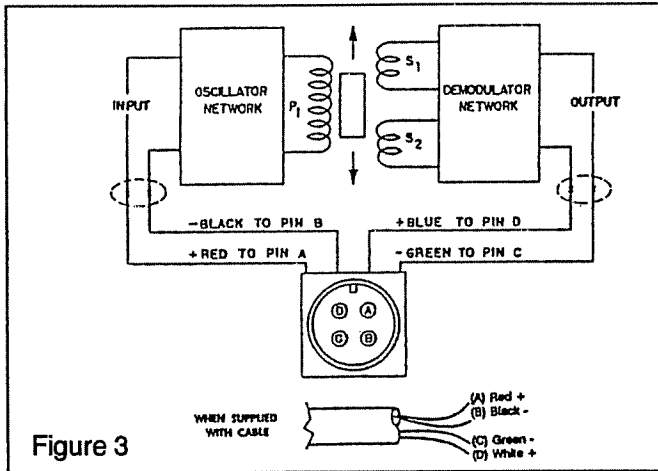 OSCILLATOR
NETWORK
P1
S1
S2
DEMODULATOR
NETWORK
INPUT
OUTPUT
-BLACK TO PIN B
+BLUE TO PIN D
+RED TO PIN A
-GREEN TO PIN C
D A
C B
WHEN SUPPLIED
WITH CABLE
(A) Red +
(B) Black -
(C) Green -
(D) White +
Figure 3